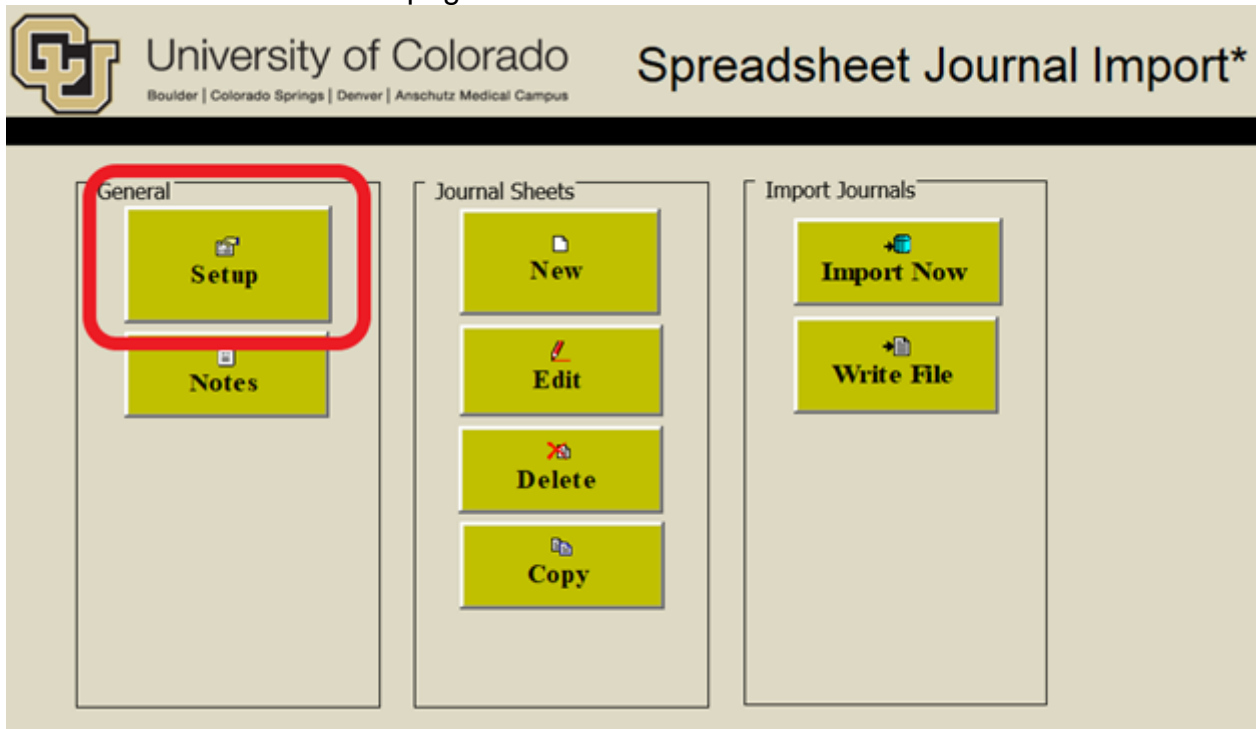 pag
University of Colorado
Boulder | Colorado Springs | Denver | Anschutz Medical Campus
Spreadsheet Journal Import*
General
Setup
Notes
Journal Sheets
New
Edit
Delete
Copy
Import Journals
Import Now
Write File